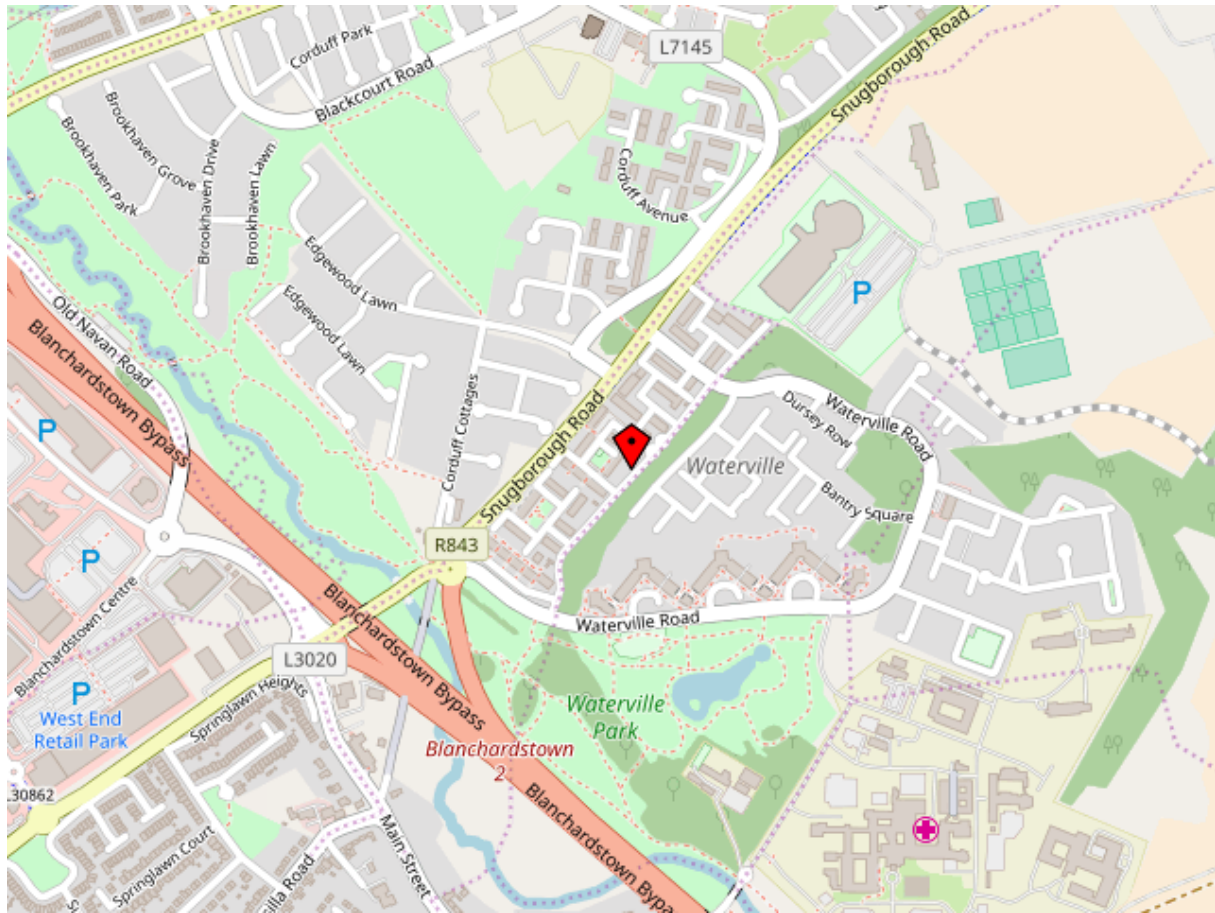 L7145
Corduff Park
Blackcourt Road
Snugborough Road
Brookhaven Grove
Brookhaven Park
Brookhaven Drive
Brookhaven Lawn
Corduff Avenue
Edgewood Lawn
Edgewood Lawn
P
Old Navan Road
Blanchardstown Bypass
Corduff Cottages
Snugborough Road
Dursey Row
Waterville Road
P
Waterville
Bantry Square
R843
P
Blanchardstown Centre
Blanchardstown Bypass
Waterville Road
L3020
Springlawn Heights
P
West End
Retail Park
Waterville
Park
Blanchardstown
2
Blanchardstown Bypa
L30862
Springlawn Court
Main Street
silla Road